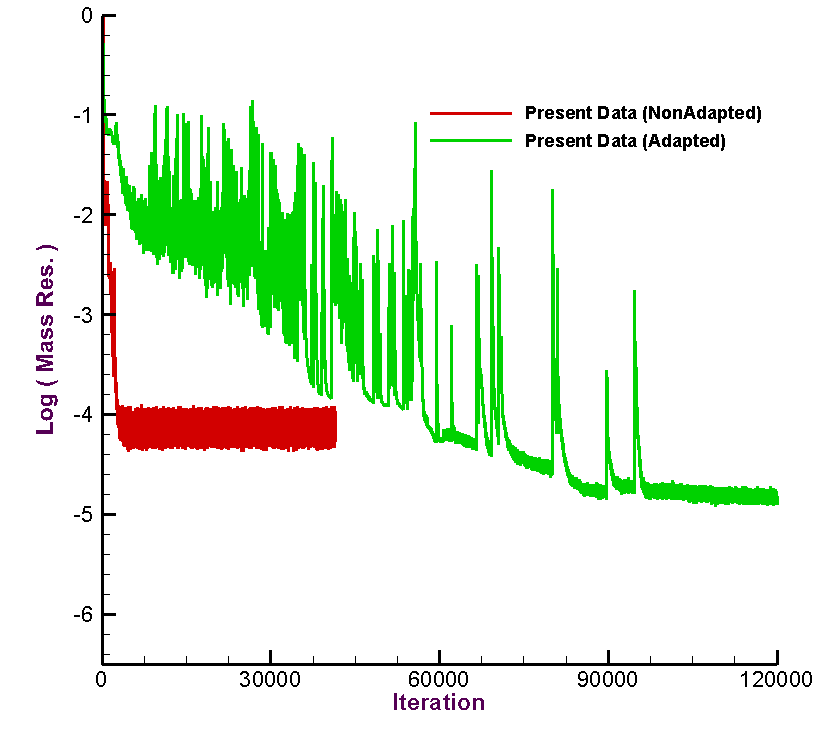 0
-1
-2
-3
-4
-5
-6
Log ( Mass Res. )
Present Data (NonAdapted)
Present Data (Adapted)
0 30000 60000 90000 120000
Iteration